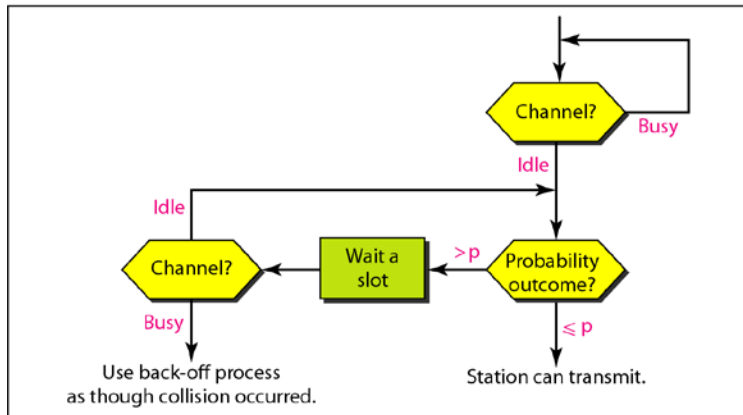 Channel?
Busy
Idle
Idle
Channel?
Wait a
slot
>p
Probability
outcome?
Busy
⩽ p
Use back-off process
as though collision occurred.
Station can transmit.